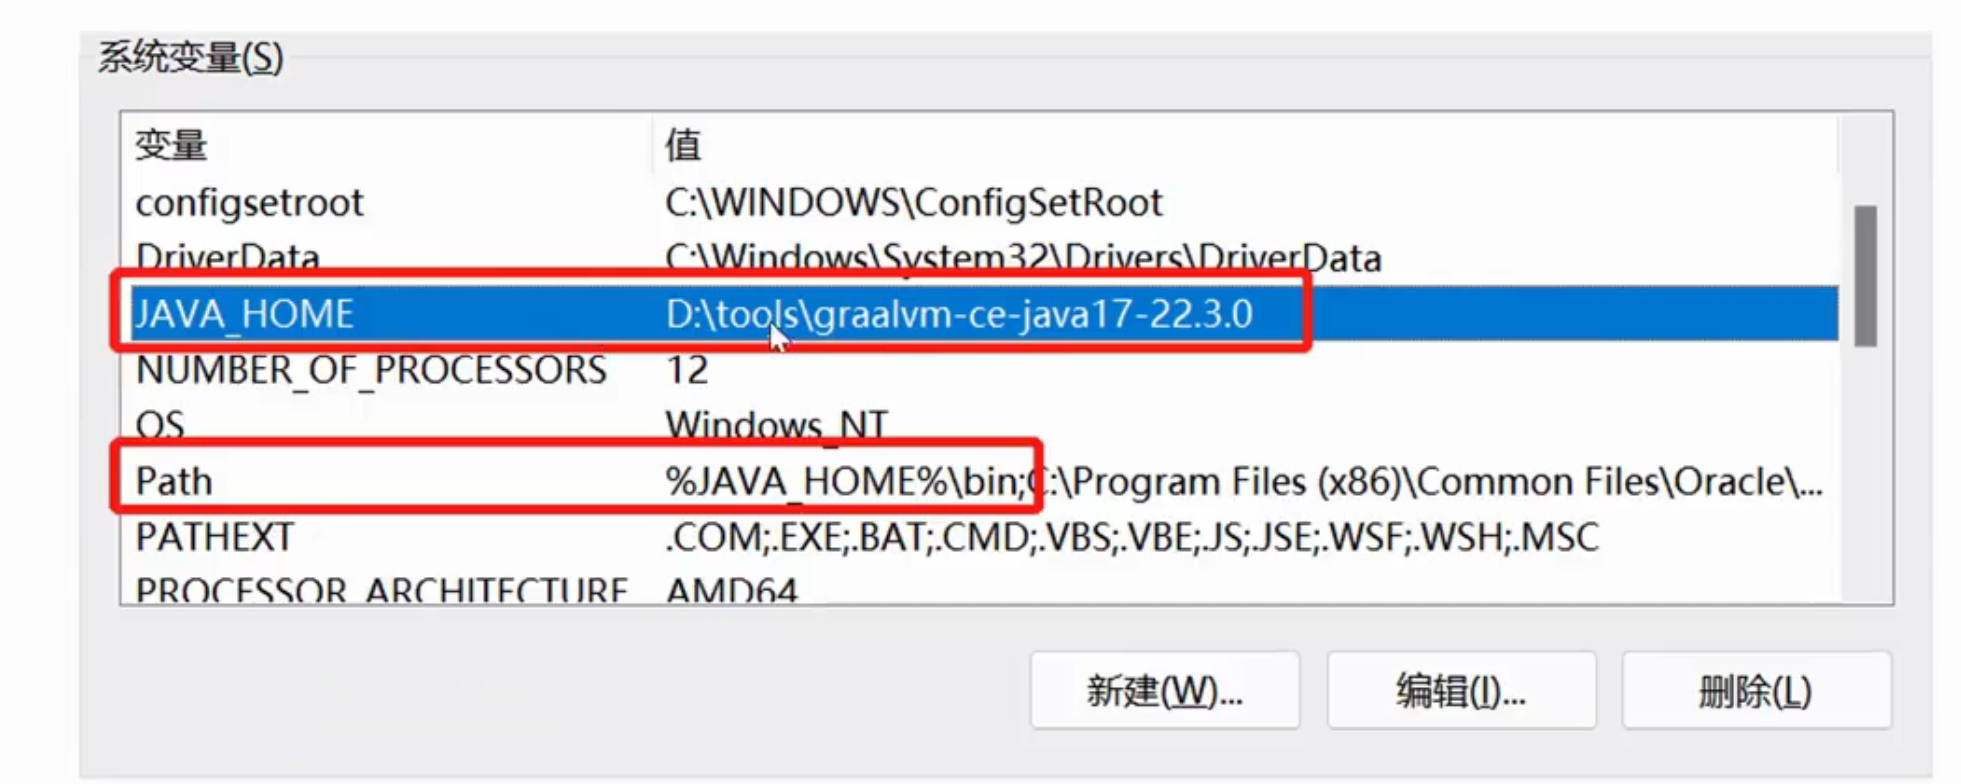 系统变量(S)
变量 值
configsetroot C:\WINDOWS\ConfigSetRoot
DriverData C:\Windows\System32\Drivers\DriverData
JAVA_HOME D:\tools\graalvm-ce-java17-22.3.0
NUMBER_OF_PROCESSORS 12
OS Windows_NT
Path %JAVA_HOME%\bin;C:\Program Files (x86)\Common Files\Oracle\...
PATHEXT .COM;.EXE;.BAT;.CMD;.VBS;.VBE;.JS;.JSE;.WSF;.WSH;.MSC
PROCESSOR_ARCHITECTURE AMD64
新建(W)... 编辑(I)... 删除(L)